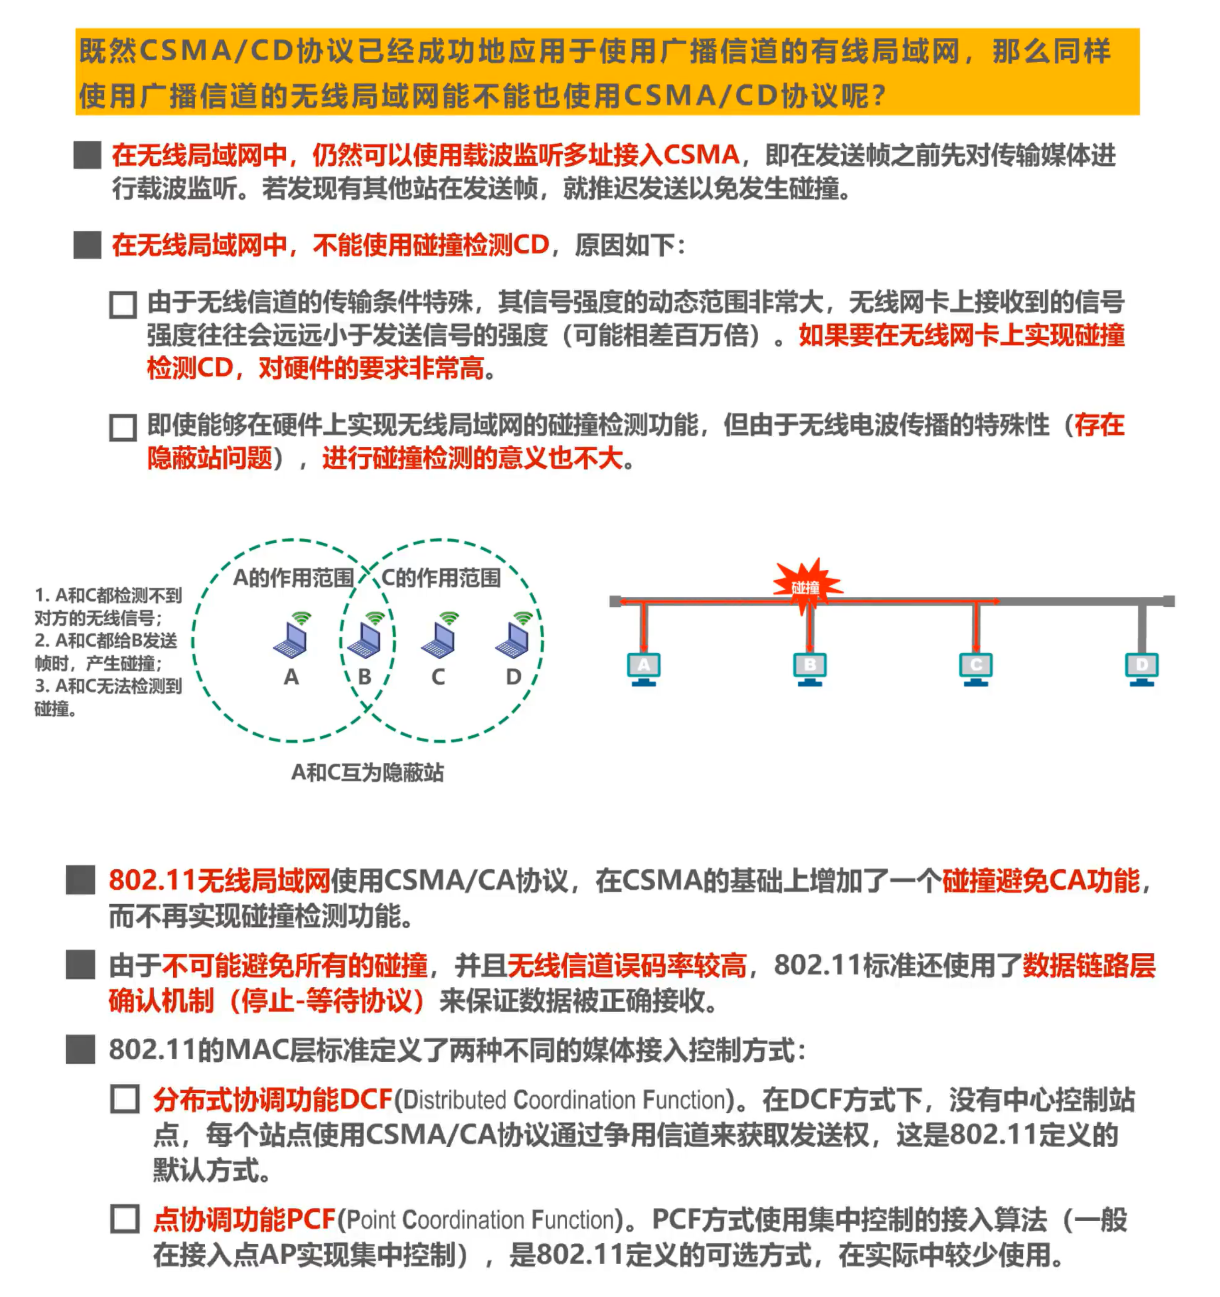 既然CSMA/CD协议已经成功地应用于使用广播信道的有线局域网，那么同样
使用广播信道的无线局域网能不能也使用CSMA/CD协议呢？
在无线局域网中，仍然可以使用载波监听多址接入CSMA，即在发送帧之前先对传输媒体进
行载波监听。若发现有其他站在发送帧，就推迟发送以免发生碰撞。
在无线局域网中，不能使用碰撞检测CD，原因如下：
由于无线信道的传输条件特殊，其信号强度的动态范围非常大，无线网卡上接收到的信号
强度往往会远远小于发送信号的强度（可能相差百万倍）。如果要在无线网卡上实现碰撞
检测CD，对硬件的要求非常高。
即使能够在硬件上实现无线局域网的碰撞检测功能，但由于无线电波传播的特殊性（存在
隐蔽站问题），进行碰撞检测的意义也不大。
1. A和C都检测不到
对方的无线信号；
2. A和C都给B发送
帧时，产生碰撞；
3. A和C无法检测到
碰撞。
A的作用范围
C的作用范围
A
B
C
D
A和C互为隐蔽站
碰撞
A
B
C
D
802.11无线局域网使用CSMA/CA协议，在CSMA的基础上增加了一个碰撞避免CA功能，
而不再实现碰撞检测功能。
由于不可能避免所有的碰撞，并且无线信道误码率较高，802.11标准还使用了数据链路层
确认机制（停止-等待协议）来保证数据被正确接收。
802.11的MAC层标准定义了两种不同的媒体接入控制方式：
分布式协调功能DCF(Distributed Coordination Function)。在DCF方式下，没有中心控制站
点，每个站点使用CSMA/CA协议通过争用信道来获取发送权，这是802.11定义的
默认方式。
点协调功能PCF(Point Coordination Function)。PCF方式使用集中控制的接入算法（一般
在接入点AP实现集中控制），是802.11定义的可选方式，在实际中较少使用。